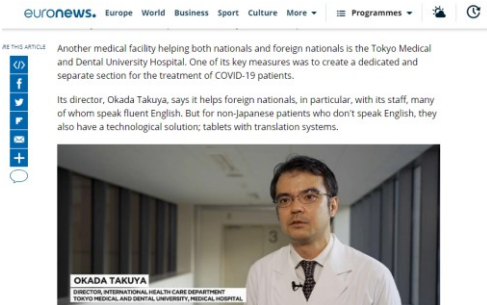 euronews. Europe World Business Sport Culture More Programmes
RE THIS ARTICLE
Another medical facility helping both nationals and foreign nationals is the Tokyo Medical
and Dental University Hospital. One of its key measures was to create a dedicated and
separate section for the treatment of COVID-19 patients.
Its director, Okada Takuya, says it helps foreign nationals, in particular, with its staff, many
of whom speak fluent English. But for non-Japanese patients who don't speak English, they
also have a technological solution; tablets with translation systems.
3
OKADA TAKUYA
DIRECTOR, INTERNATIONAL HEALTH CARE DEPARTMENT
TOKYO MEDICAL AND DENTAL UNIVERSITY, MEDICAL HOSPITAL